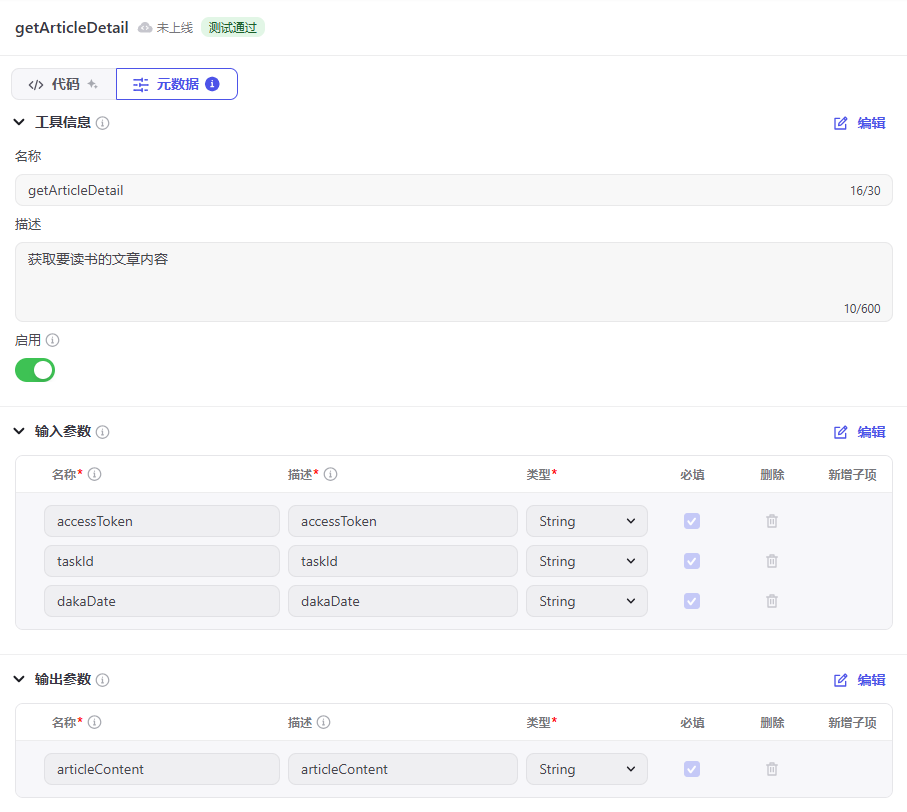 getArticleDetail 未上线 测试通过
代码 元数据
工具信息 编辑
名称
getArticleDetail 16/30
描述
获取要读书的文章内容
10/600
启用
输入参数 编辑
名称* 描述* 类型* 必填 删除 新增子项
accessToken accessToken String
taskId taskId String
dakaDate dakaDate String
输出参数 编辑
名称* 描述 类型* 必填 删除 新增子项
articleContent articleContent String